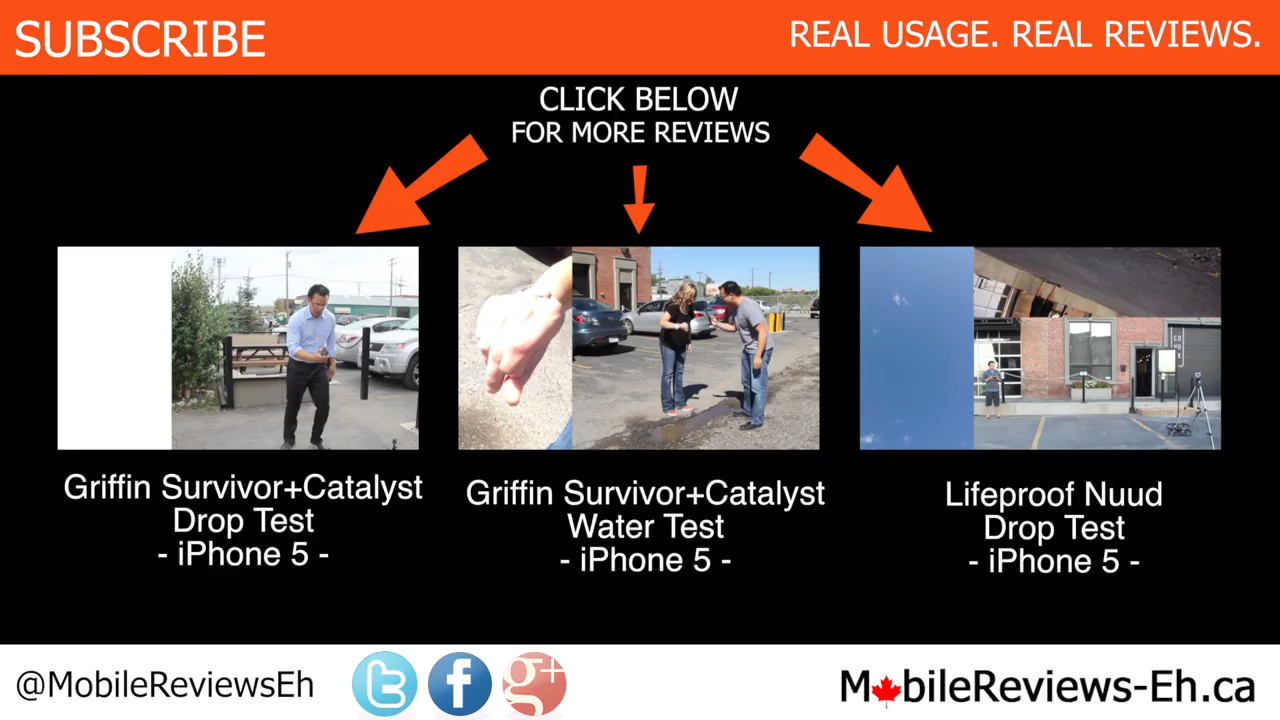 SUBSCRIBE
REAL USAGE. REAL REVIEWS.
CLICK BELOW
FOR MORE REVIEWS
Griffin Survivor+Catalyst
Drop Test
- iPhone 5 -
Griffin Survivor+Catalyst
Water Test
- iPhone 5 -
Lifeproof Nuud
Drop Test
- iPhone 5 -
@MobileReviewsEh
MobileReviews-Eh.ca